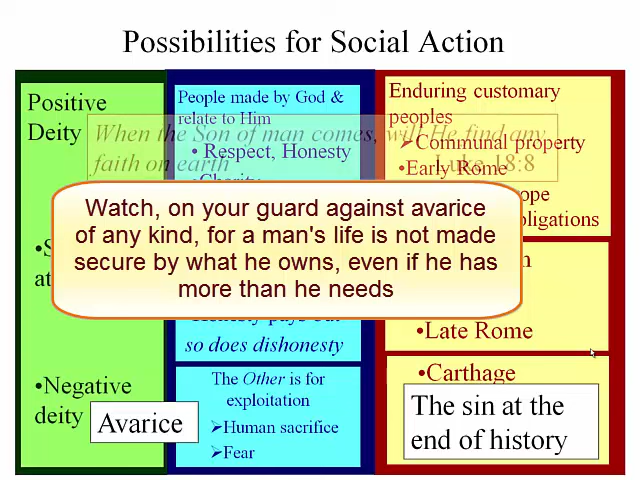 Possibilities for Social Action
Positive
Deity
People made by God &
relate to Him
• Respect, Honesty
Enduring customary
peoples
➢Communal property
•Early Rome
When the Son of man comes, will He find any
faith on earth
Luke 18:8
Watch, on your guard against avarice
of any kind, for a man's life is not made
secure by what he owns, even if he has
more than he needs
so does dishonesty
•Late Rome
•Negative
deity
Avarice
The Other is for
exploitation
➢Human sacrifice
➢Fear
•Carthage
The sin at the
end of history